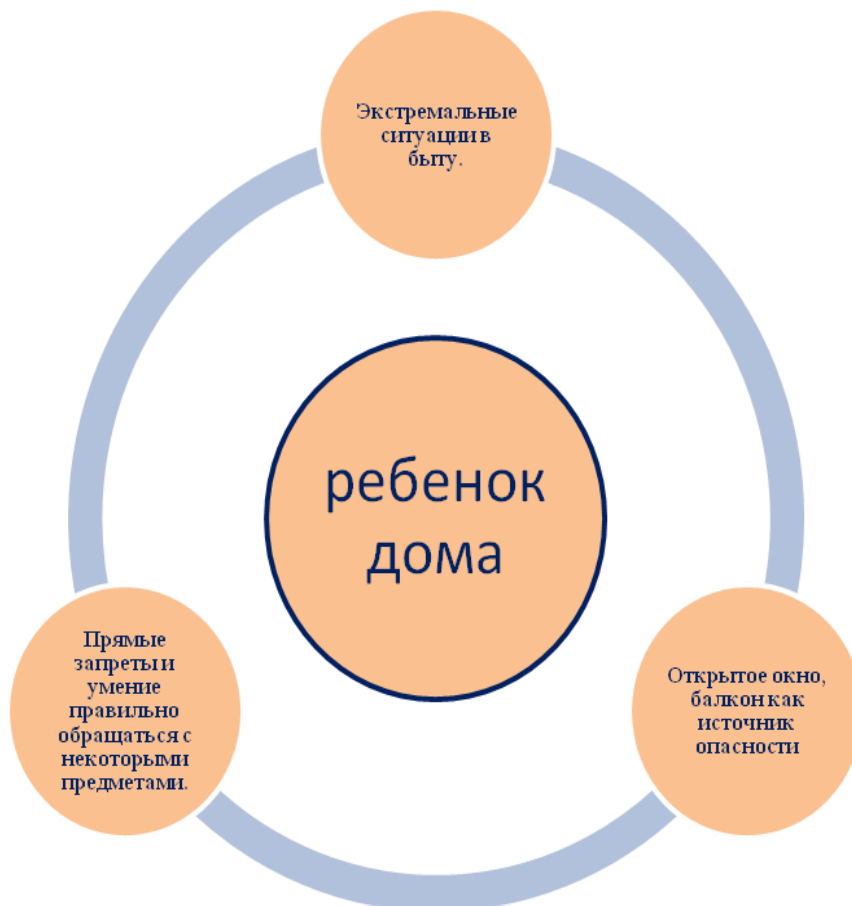 Экстремальные
ситуации в
быту.
ребенок
дома
Прямые
запреты и
умение
правильно
обращаться с
некоторыми
предметами.
Открытое окно,
балкон как
источник
опасности